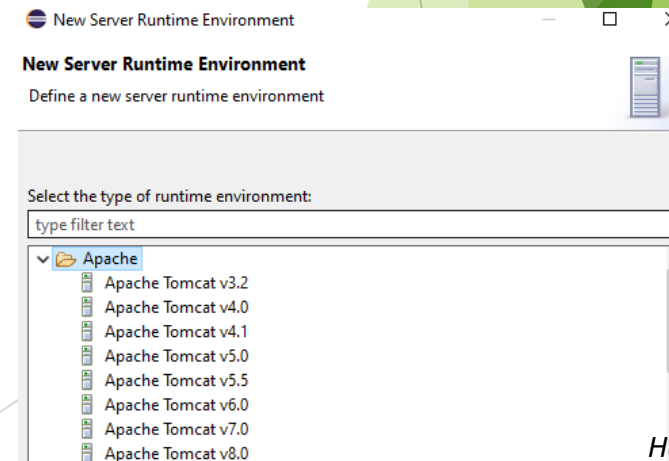 New Server Runtime Environment
New Server Runtime Environment
Define a new server runtime environment
Select the type of runtime environment:
type filter text
Apache
Apache Tomcat v3.2
Apache Tomcat v4.0
Apache Tomcat v4.1
Apache Tomcat v5.0
Apache Tomcat v5.5
Apache Tomcat v6.0
Apache Tomcat v7.0
Apache Tomcat v8.0